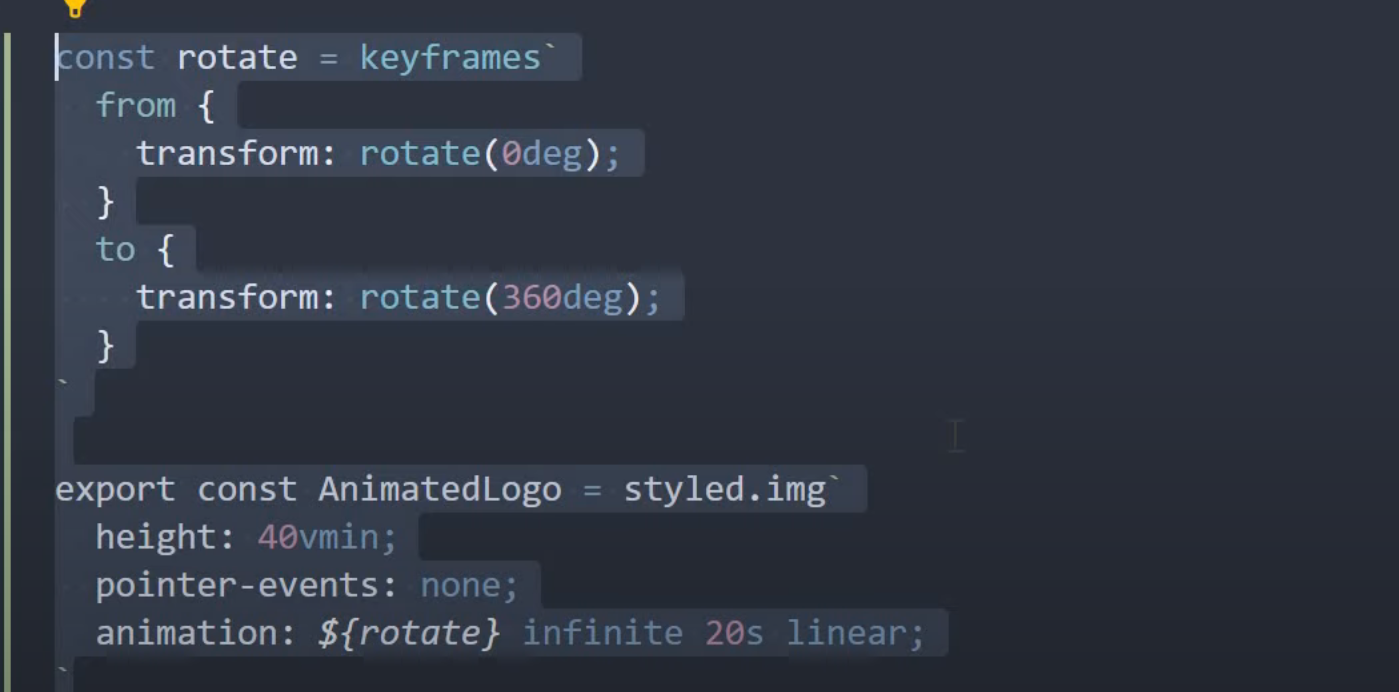 const rotate = keyframes`
  from {
    transform: rotate(0deg);
  }
  to {
    transform: rotate(360deg);
  }
`
export const AnimatedLogo = styled.img`
  height: 40vmin;
  pointer-events: none;
  animation: ${rotate} infinite 20s linear;
`